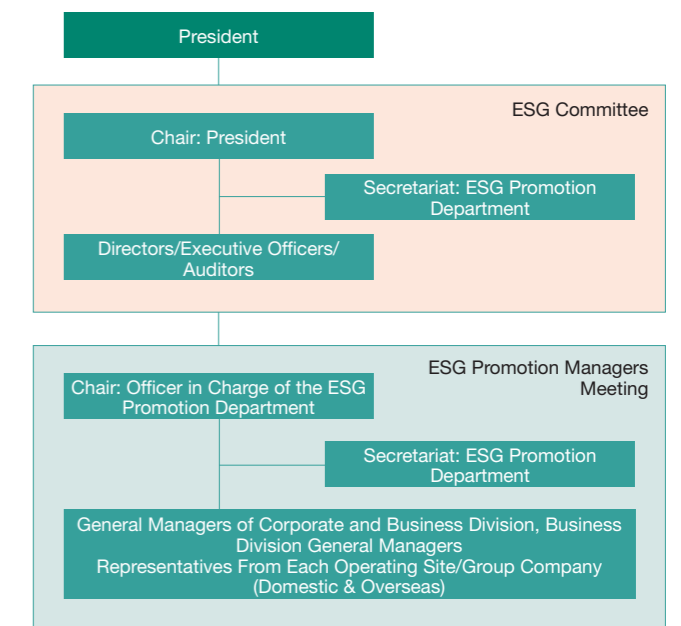 President
ESG Committee
Chair: President
Secretariat: ESG Promotion
Department
Directors/Executive Officers/
Auditors
ESG Promotion Managers
Meeting
Chair: Officer in Charge of the ESG
Promotion Department
Secretariat: ESG Promotion
Department
General Managers of Corporate and Business Division, Business
Division General Managers
Representatives From Each Operating Site/Group Company
(Domestic & Overseas)